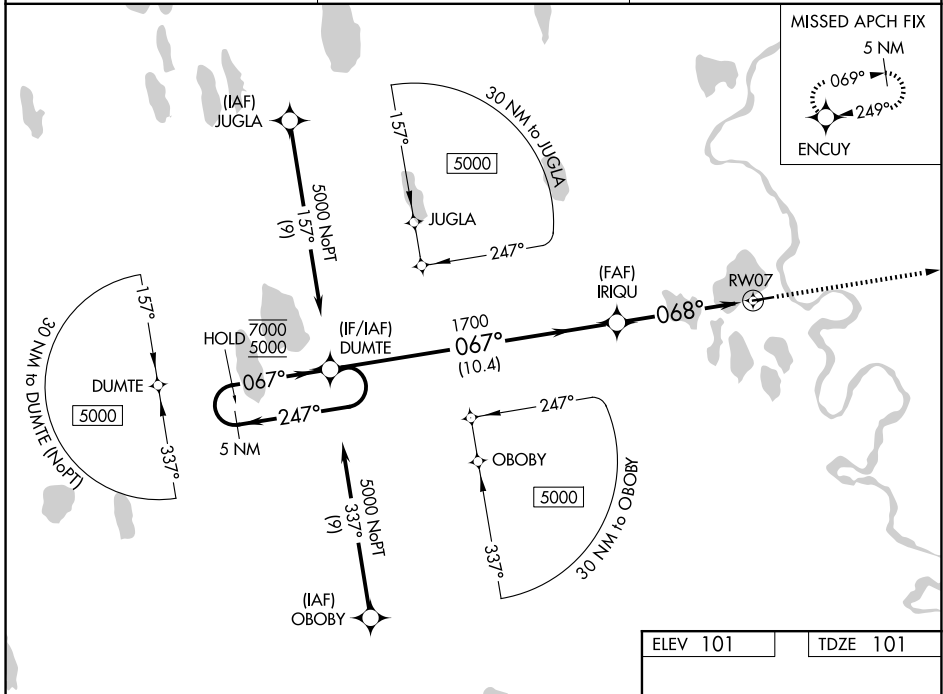 MISSED APCH FIX
5 NM
069°
249°
ENCUY
(IAF)
JUGLA
5000 NoPT
157°
(9)
30 NM to JUGLA
157°
5000
JUGLA
247°
(FAF)
IRIQU
RW07
068°
1700
067°
(10.4)
(IF/IAF)
DUMTE
HOLD
7000
5000
067°
247°
5 NM
30 NM to DUMTE (NoPT)
157°
DUMTE
5000
337°
247°
OBOBY
5000
337°
30 NM to OBOBY
5000 NoPT
337°
(9)
(IAF)
OBOBY
ELEV 101
TDZE 101